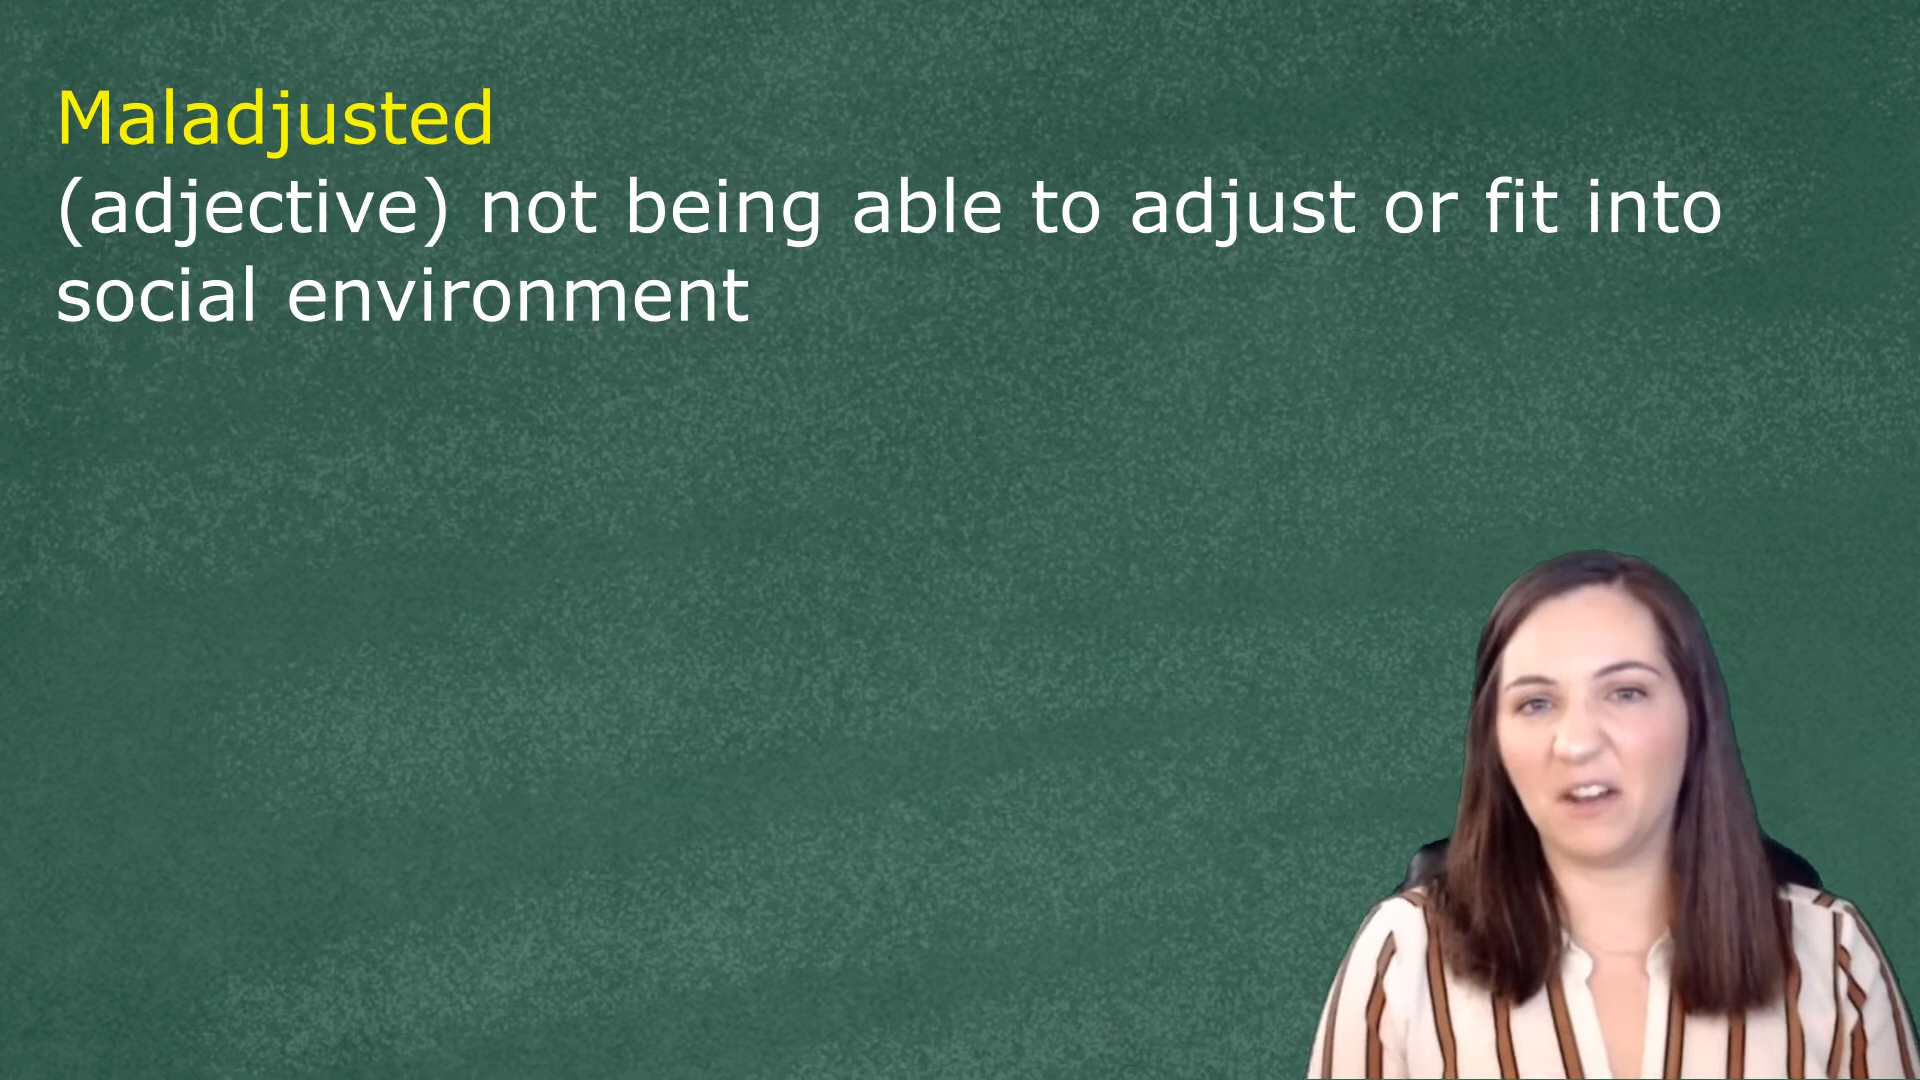 Maladjusted
(adjective) not being able to adjust or fit into
social environment